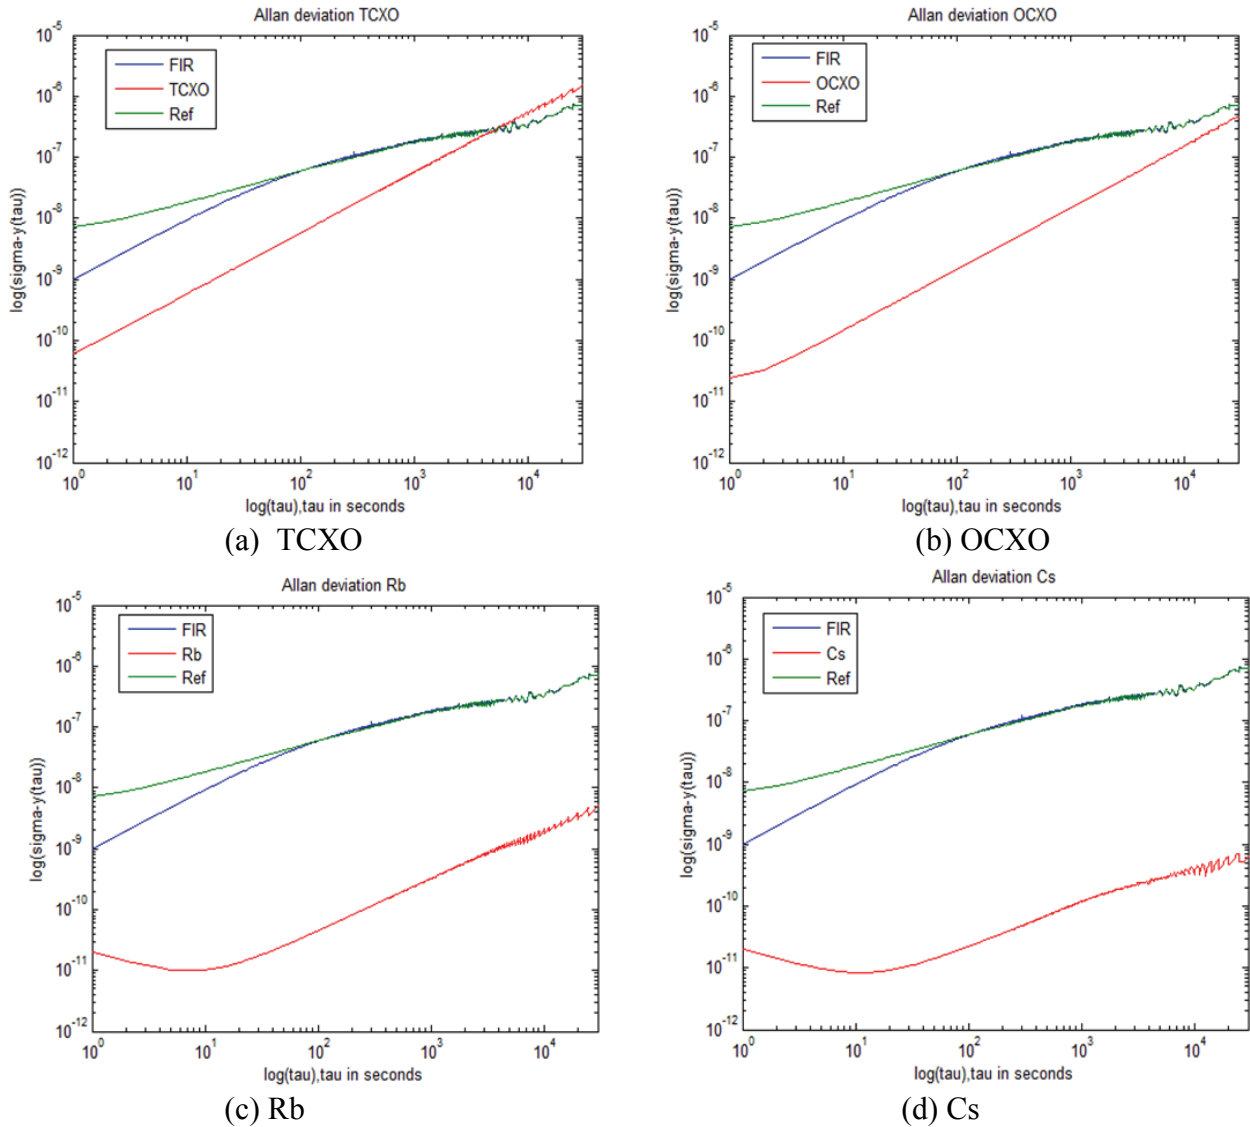 Allan deviation TCXO
10^-5
10^-6
10^-7
10^-8
10^-9
10^-10
10^-11
10^-12
log(sigma-y(tau))
FIR
TCXO
Ref
10^0 10^1 10^2 10^3 10^4
log(tau),tau in seconds
(a) TCXO
Allan deviation OCXO
10^-5
10^-6
10^-7
10^-8
10^-9
10^-10
10^-11
10^-12
log(sigma-y(tau))
FIR
OCXO
Ref
10^0 10^1 10^2 10^3 10^4
log(tau),tau in seconds
(b) OCXO
Allan deviation Rb
10^-5
10^-6
10^-7
10^-8
10^-9
10^-10
10^-11
10^-12
log(sigma-y(tau))
FIR
Rb
Ref
10^0 10^1 10^2 10^3 10^4
log(tau),tau in seconds
(c) Rb
Allan deviation Cs
10^-5
10^-6
10^-7
10^-8
10^-9
10^-10
10^-11
10^-12
log(sigma-y(tau))
FIR
Cs
Ref
10^0 10^1 10^2 10^3 10^4
log(tau),tau in seconds
(d) Cs